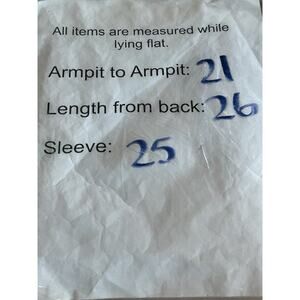 All items are measured while
lying flat.
Armpit to Armpit: 21
Length from back: 26
Sleeve: 25